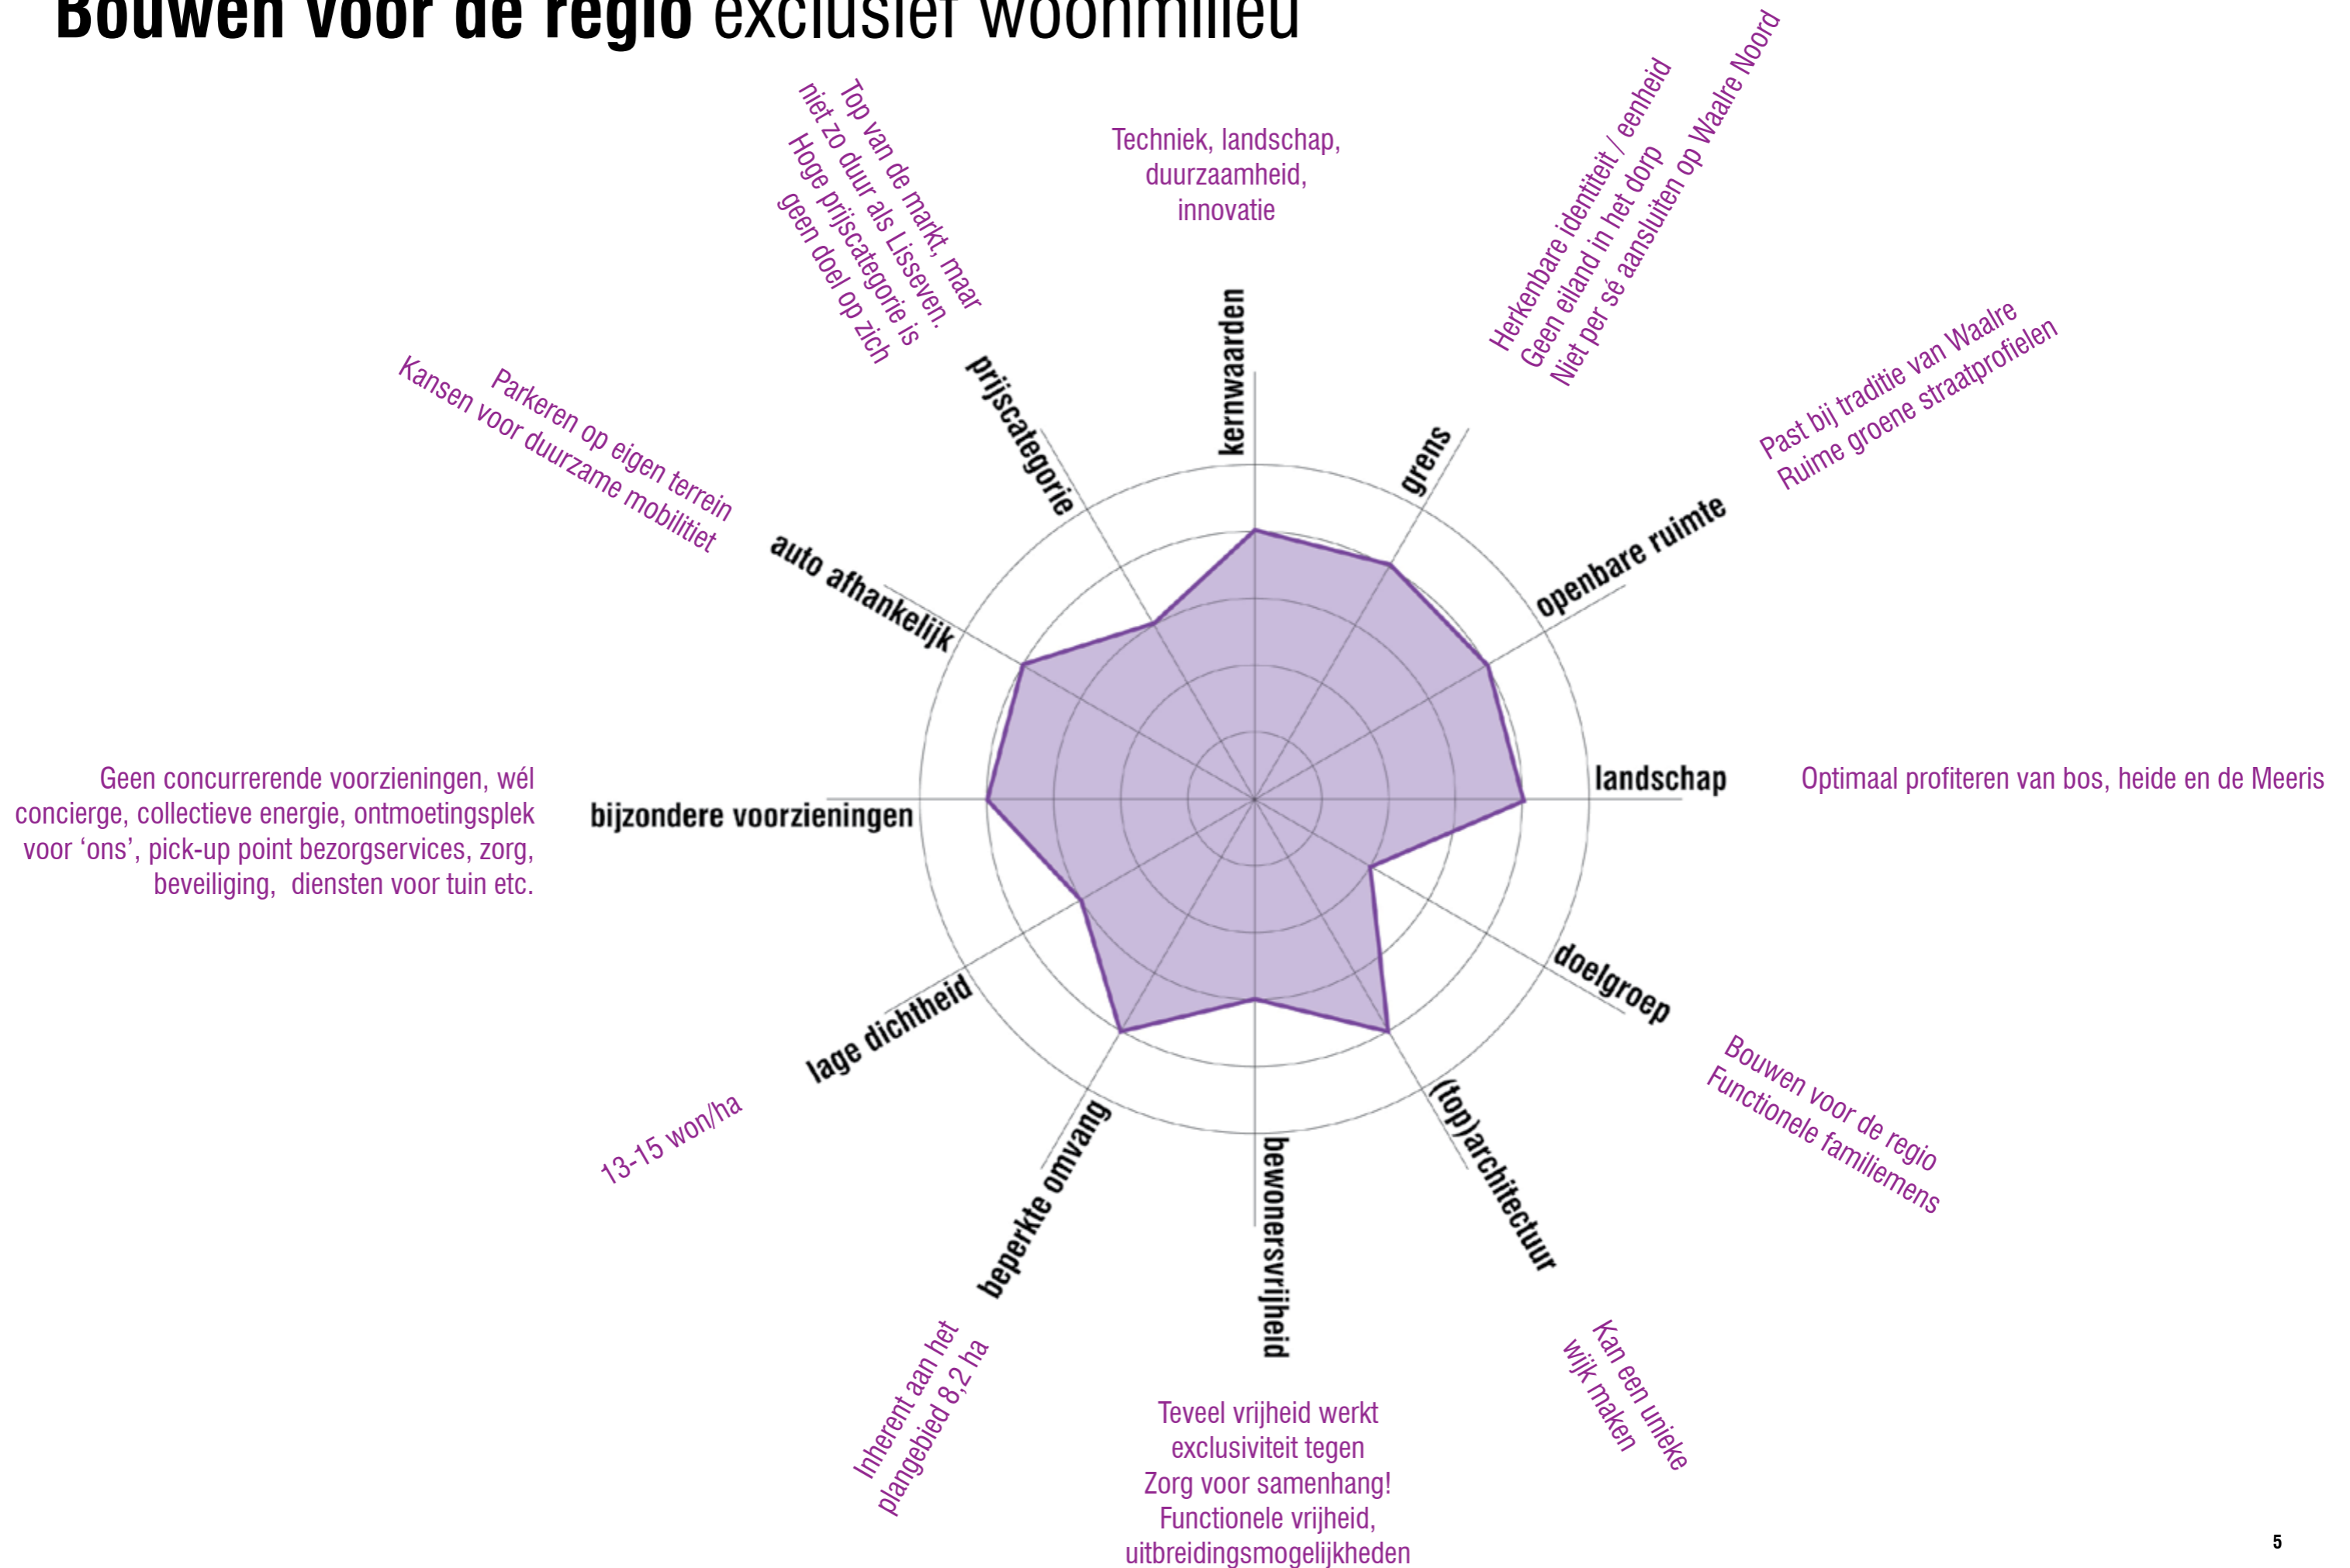 Bouwen voor de regio exclusief woonmilieu
Top van de markt, maar
niet zo duur als Lisseven.
Hoge prijscategorie is
geen doel op zich
Techniek, landschap,
duurzaamheid,
innovatie
Herkenbare identiteit / eenheid
Geen eiland in het dorp
Niet per sé aansluiten op Waalre Noord
Past bij traditie van Waalre
Ruime groene straatprofielen
Parkeren op eigen terrein
Kansen voor duurzame mobilitiet
prijscategorie
kernwaarden
grens
openbare ruimte
auto afhankelijk
landschap
Optimaal profiteren van bos, heide en de Meeris
Geen concurrerende voorzieningen, wél
concierge, collectieve energie, ontmoetingsplek
voor ‘ons’, pick-up point bezorgservices, zorg,
beveiliging, diensten voor tuin etc.
bijzondere voorzieningen
doelgroep
Bouwen voor de regio
Functionele familiemens
lage dichtheid
13-15 won/ha
beperkte omvang
Inherent aan het
plangebied 8,2 ha
bewonersvrijheid
Teveel vrijheid werkt
exclusiviteit tegen
Zorg voor samenhang!
Functionele vrijheid,
uitbreidingsmogelijkheden
(top)architectuur
Kan een unieke
wijk maken
5